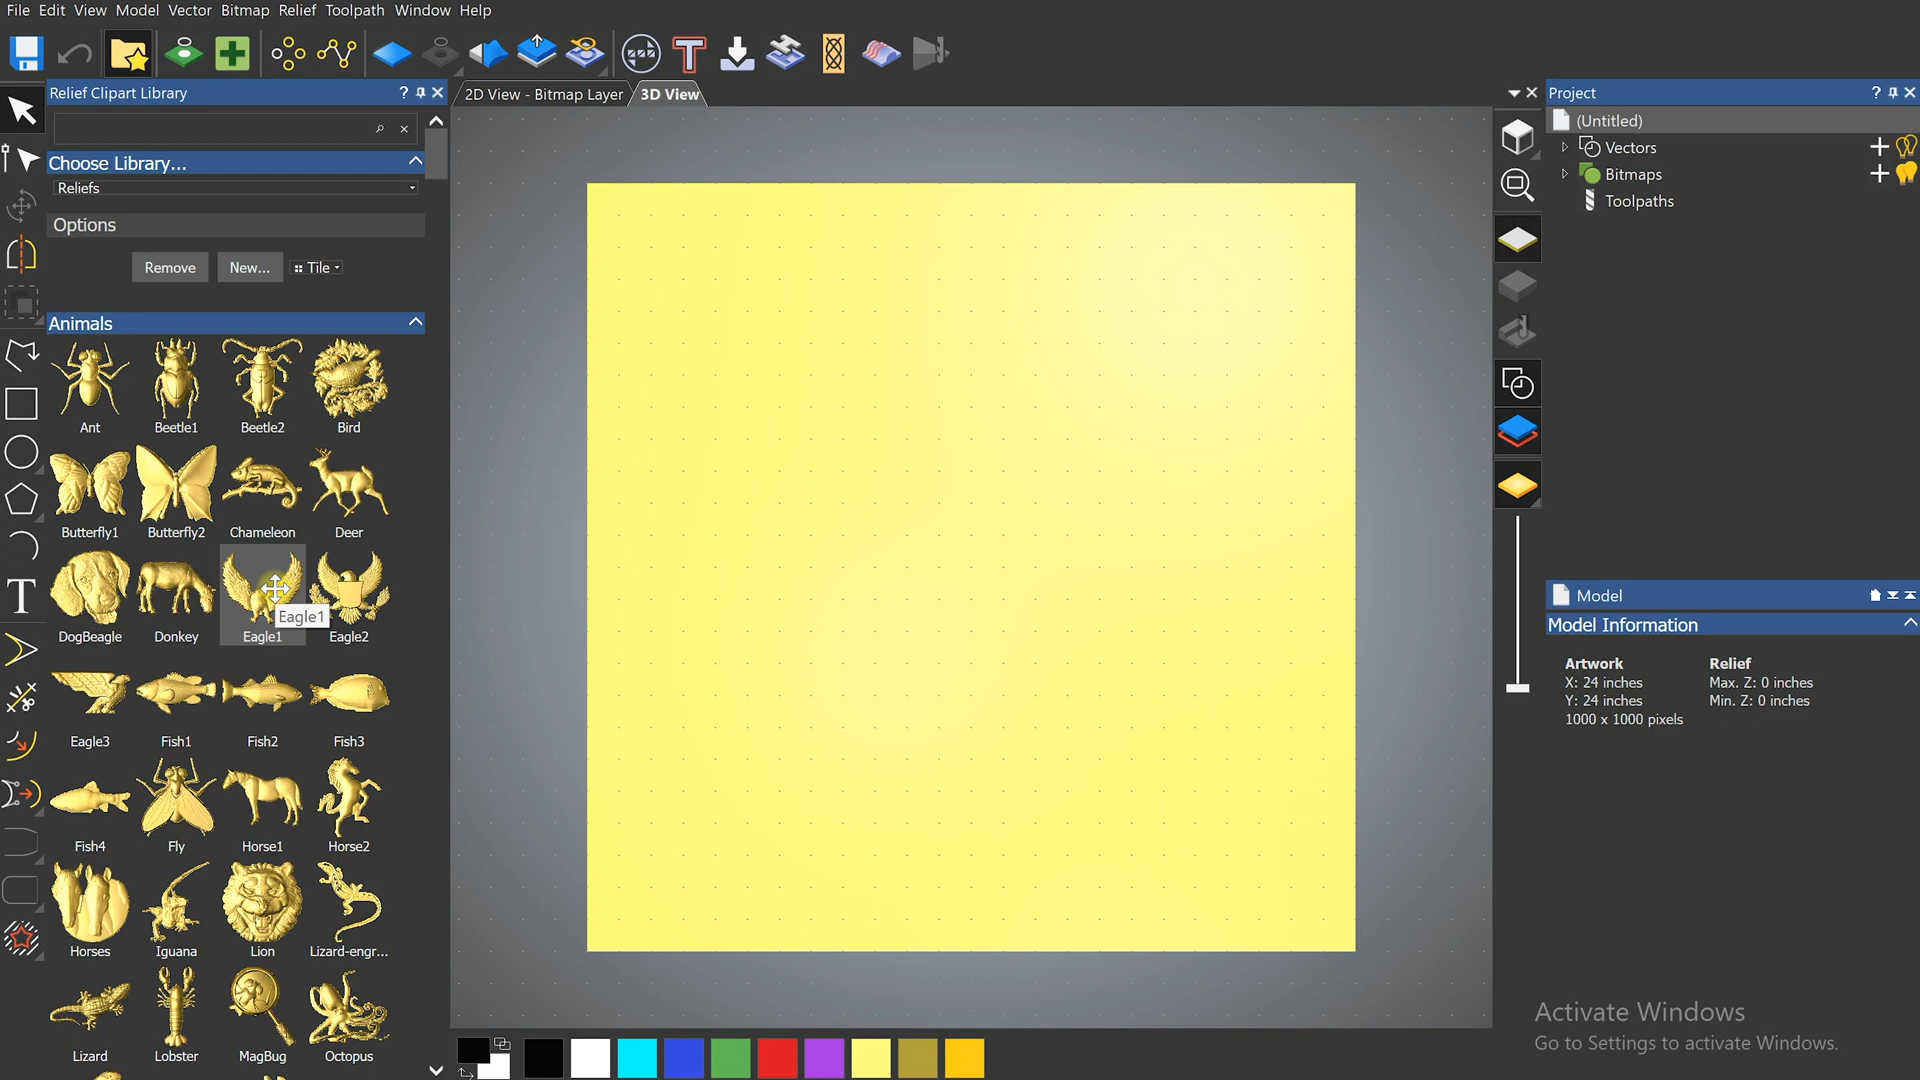 File Edit View Model Vector Bitmap Relief Toolpath Window Help
Relief Clipart Library ?
2D View - Bitmap Layer 3D View
Project ?
(Untitled)
Vectors
Bitmaps
Toolpaths
Choose Library...
Reliefs
Options
Remove New... Tile
Animals
Ant Beetle1 Beetle2 Bird
Butterfly1 Butterfly2 Chameleon Deer
Eagle1
DogBeagle Donkey Eagle1 Eagle2
Eagle3 Fish1 Fish2 Fish3
Fish4 Fly Horse1 Horse2
Horses Iguana Lion Lizard-engr...
Lizard Lobster MagBug Octopus
Model
Model Information
Artwork Relief
X: 24 inches Max. Z: 0 inches
Y: 24 inches Min. Z: 0 inches
1000 x 1000 pixels
Activate Windows
Go to Settings to activate Windows.